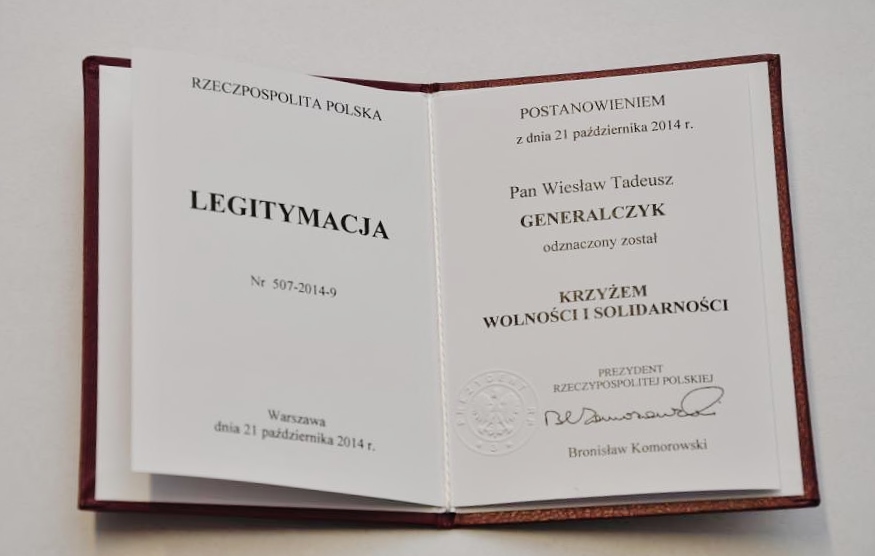 RZECZPOSPOLITA POLSKA
LEGITYMACJA
Nr 507-2014-9
Warszawa
dnia 21 października 2014 r.
POSTANOWIENIEM
z dnia 21 października 2014 r.
Pan Wiesław Tadeusz
GENERALCZYK
odznaczony został
KRZYŻEM
WOLNOŚCI I SOLIDARNOŚCI
PREZYDENT
RZECZYPOSPOLITEJ POLSKIEJ
Bronisław Komorowski